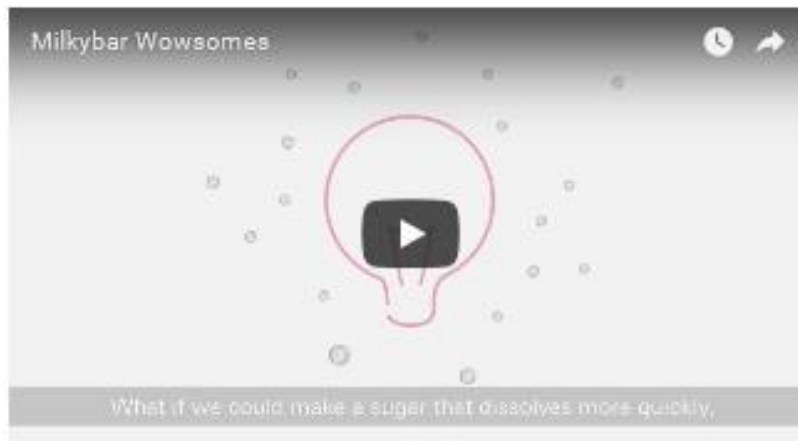 Milkybar Wowsomes
What if we could make a sugar that dissolves more quickly,